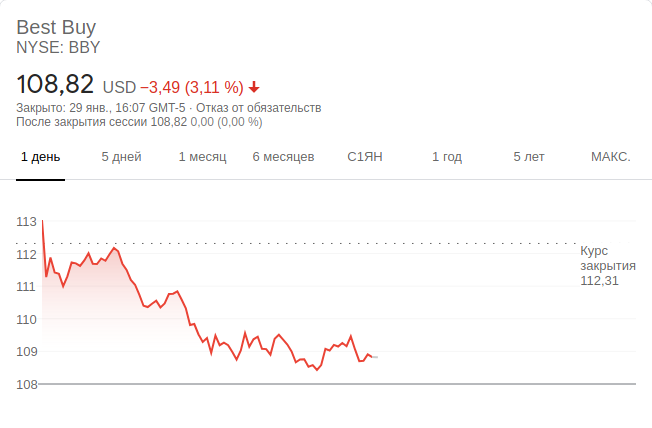 Best Buy
NYSE: BBY
108,82 USD −3,49 (3,11 %)
Закрыто: 29 янв., 16:07 GMT-5 · Отказ от обязательств
После закрытия сессии 108,82 0,00 (0,00 %)
1 день 5 дней 1 месяц 6 месяцев С1ЯН 1 год 5 лет МАКС.
113
112
111
110
109
108
Курс
закрытия
112,31